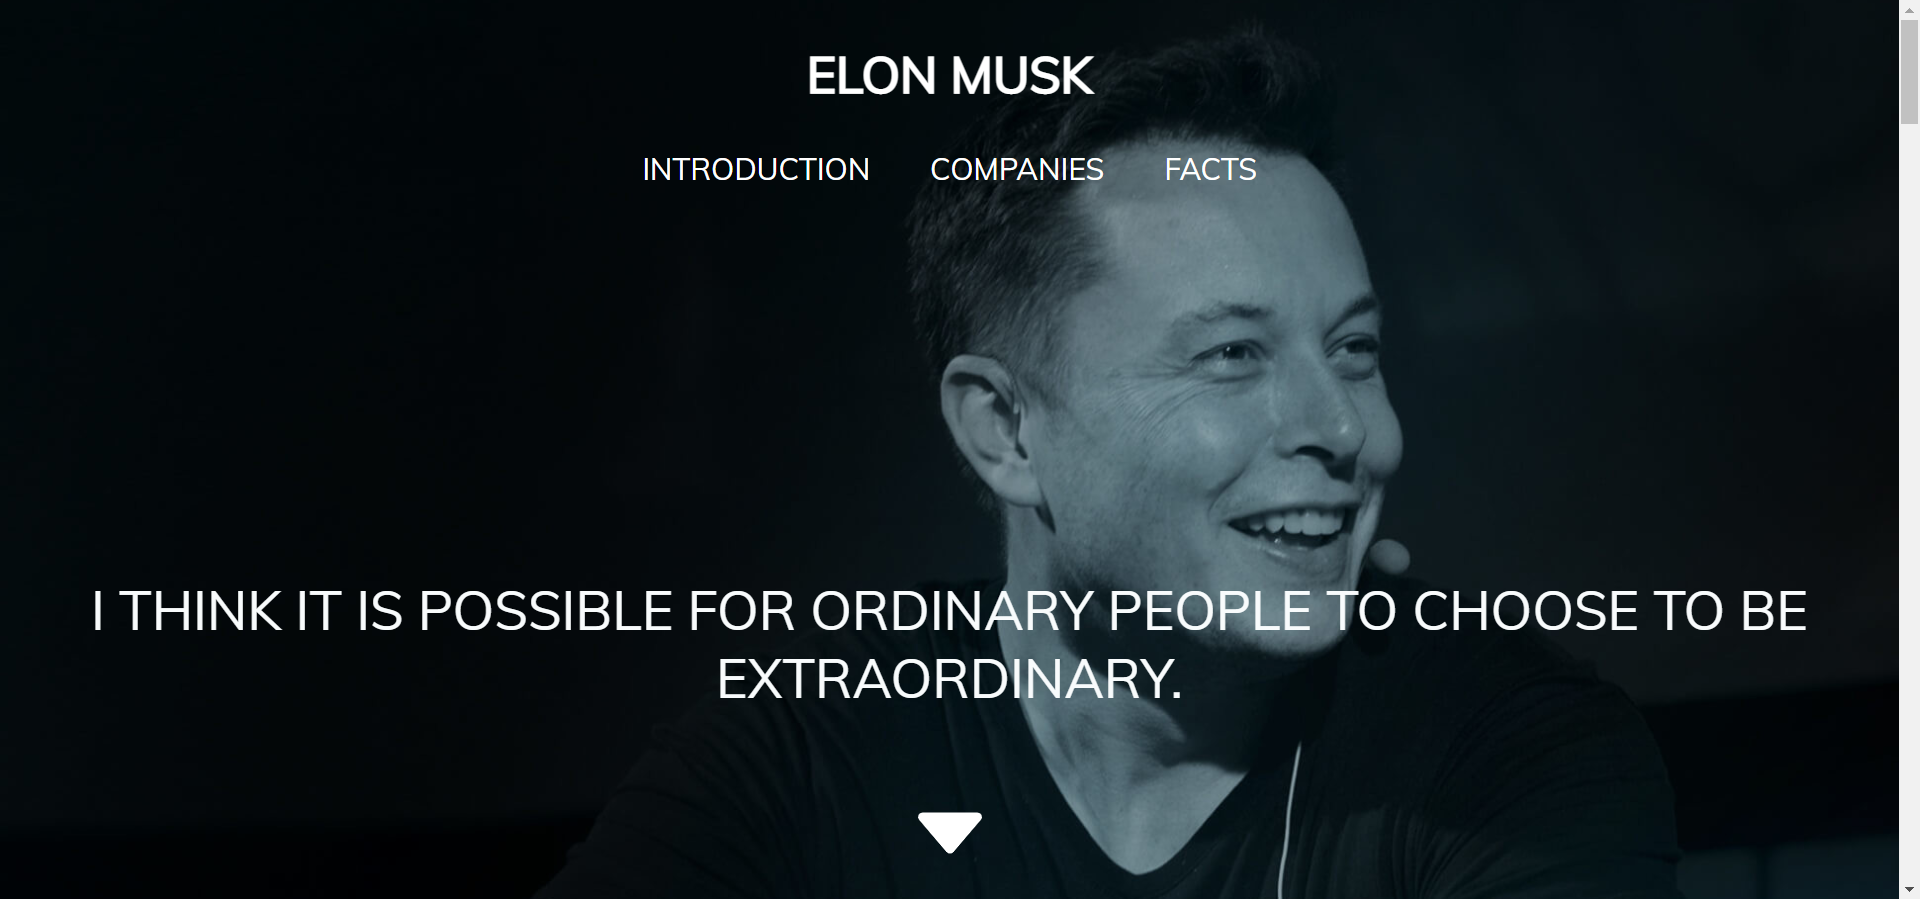 ELON MUSK
INTRODUCTION COMPANIES FACTS
I THINK IT IS POSSIBLE FOR ORDINARY PEOPLE TO CHOOSE TO BE
EXTRAORDINARY.